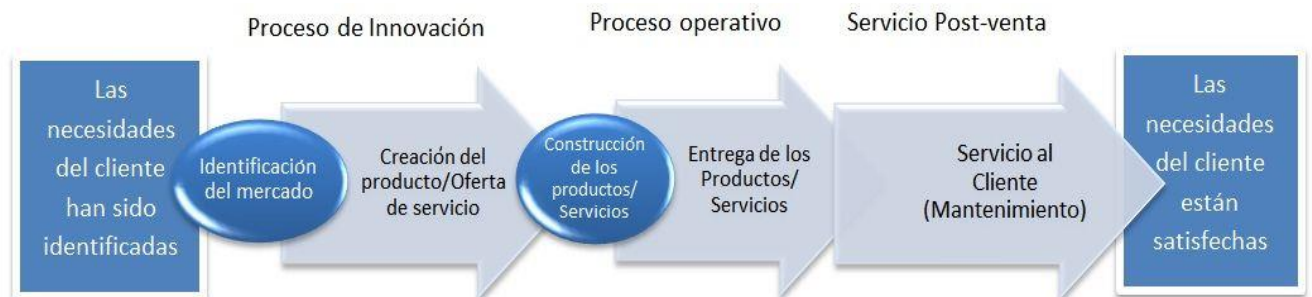 Proceso de Innovación
Proceso operativo
Servicio Post-venta
Las
necesidades
del cliente
han sido
identificadas
Identificación
del mercado
Creación del
producto/Oferta
de servicio
Construcción
de los
productos/
Servicios
Entrega de los
Productos/
Servicios
Servicio al
Cliente
(Mantenimiento)
Las
necesidades
del cliente
están
satisfechas